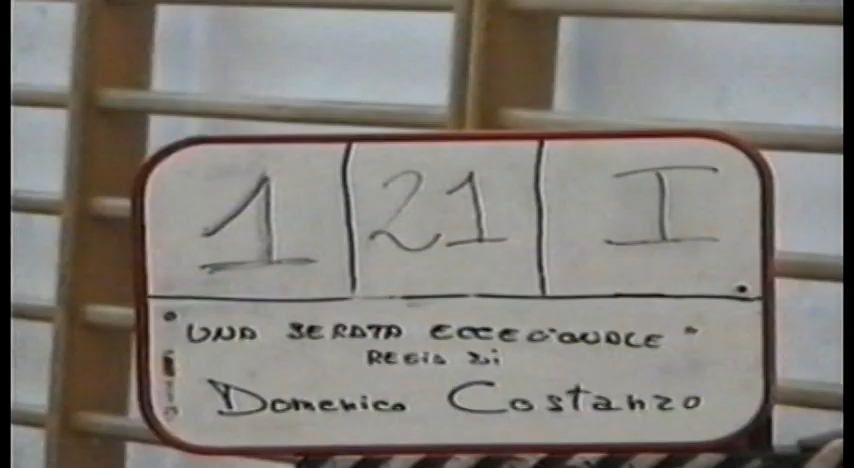 1 21 I
"UNA SERATA ECCEZIONALE"
REGIA DI
Domenico Costanzo